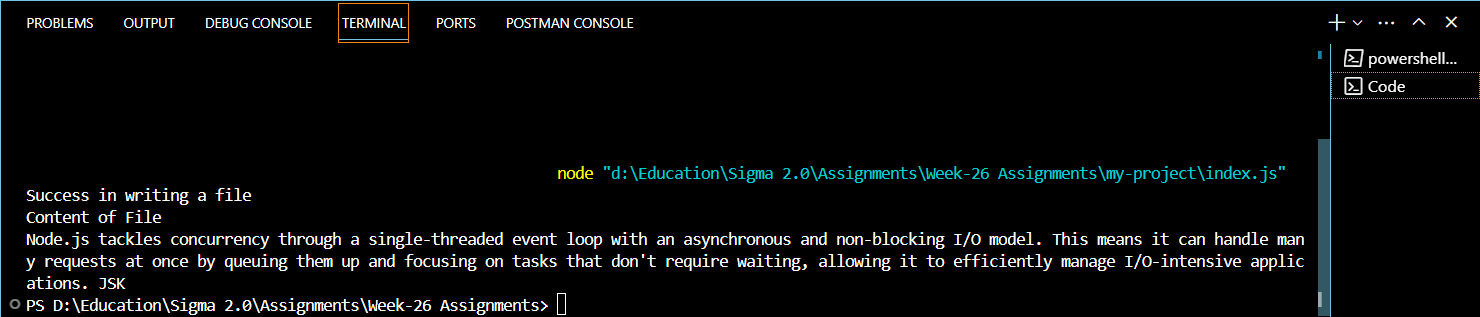 PROBLEMS OUTPUT DEBUG CONSOLE TERMINAL PORTS POSTMAN CONSOLE
powershell...
Code
node "d:\Education\Sigma 2.0\Assignments\Week-26 Assignments\my-project\index.js"
Success in writing a file
Content of File
Node.js tackles concurrency through a single-threaded event loop with an asynchronous and non-blocking I/O model. This means it can handle man
y requests at once by queuing them up and focusing on tasks that don't require waiting, allowing it to efficiently manage I/O-intensive applic
ations. JSK
PS D:\Education\Sigma 2.0\Assignments\Week-26 Assignments>